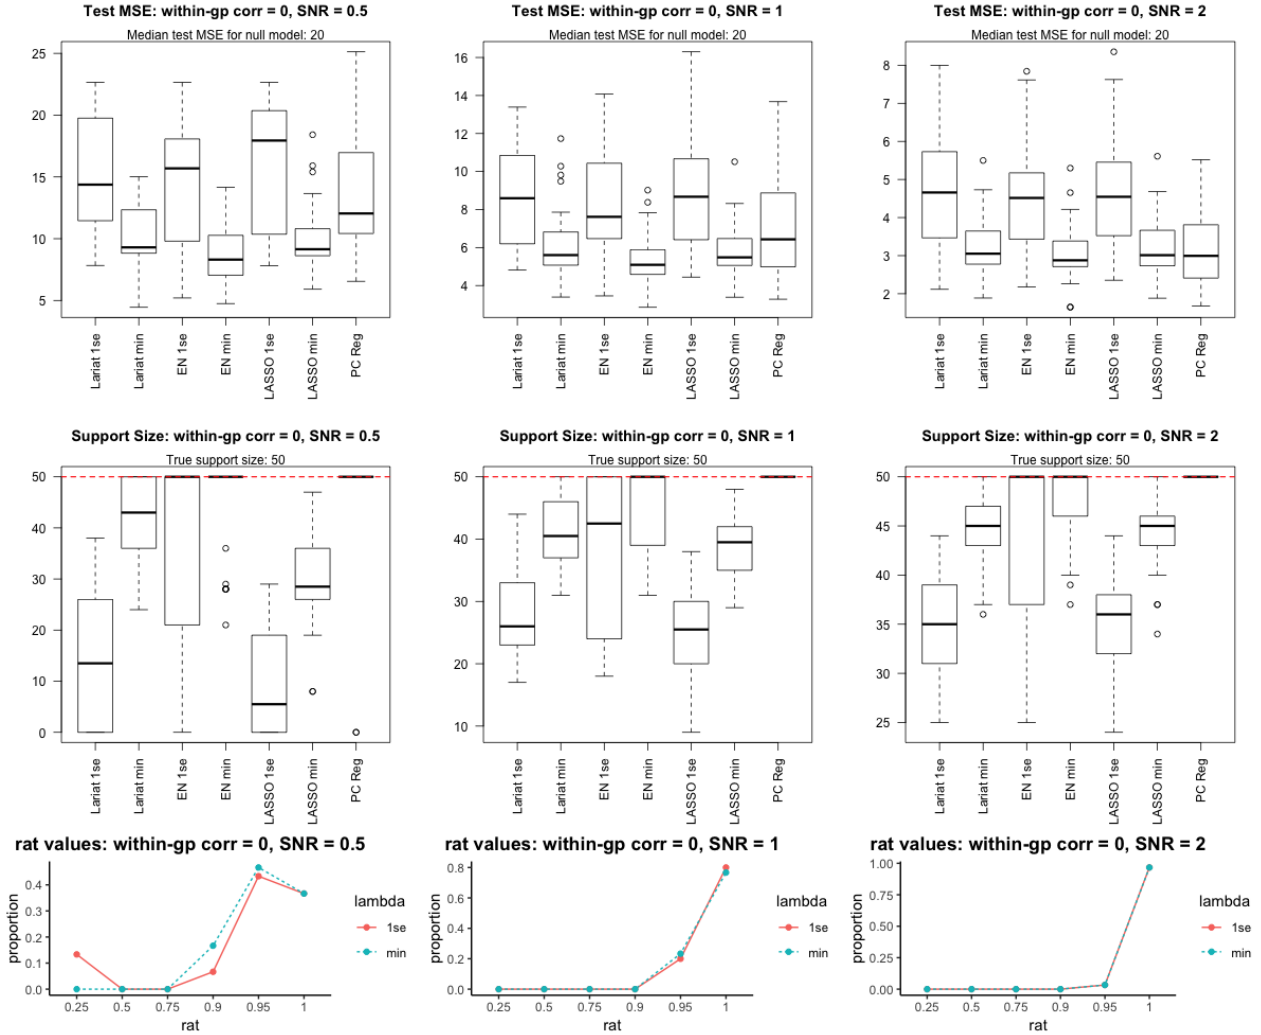 Test MSE: within-gp corr = 0, SNR = 0.5
Median test MSE for null model: 20
25
20
15
10
5
Lariat 1se
Lariat min
EN 1se
EN min
LASSO 1se
LASSO min
PC Reg
Test MSE: within-gp corr = 0, SNR = 1
Median test MSE for null model: 20
16
14
12
10
8
6
4
Lariat 1se
Lariat min
EN 1se
EN min
LASSO 1se
LASSO min
PC Reg
Test MSE: within-gp corr = 0, SNR = 2
Median test MSE for null model: 20
8
7
6
5
4
3
2
Lariat 1se
Lariat min
EN 1se
EN min
LASSO 1se
LASSO min
PC Reg
Support Size: within-gp corr = 0, SNR = 0.5
True support size: 50
50
40
30
20
10
0
Lariat 1se
Lariat min
EN 1se
EN min
LASSO 1se
LASSO min
PC Reg
Support Size: within-gp corr = 0, SNR = 1
True support size: 50
50
40
30
20
10
Lariat 1se
Lariat min
EN 1se
EN min
LASSO 1se
LASSO min
PC Reg
Support Size: within-gp corr = 0, SNR = 2
True support size: 50
50
45
40
35
30
25
Lariat 1se
Lariat min
EN 1se
EN min
LASSO 1se
LASSO min
PC Reg
rat values: within-gp corr = 0, SNR = 0.5
proportion
0.4
0.3
0.2
0.1
0.0
0.25 0.5 0.75 0.9 0.95 1
rat
lambda
1se
min
rat values: within-gp corr = 0, SNR = 1
proportion
0.8
0.6
0.4
0.2
0.0
0.25 0.5 0.75 0.9 0.95 1
rat
lambda
1se
min
rat values: within-gp corr = 0, SNR = 2
proportion
1.00
0.75
0.50
0.25
0.00
0.25 0.5 0.75 0.9 0.95 1
rat
lambda
1se
min